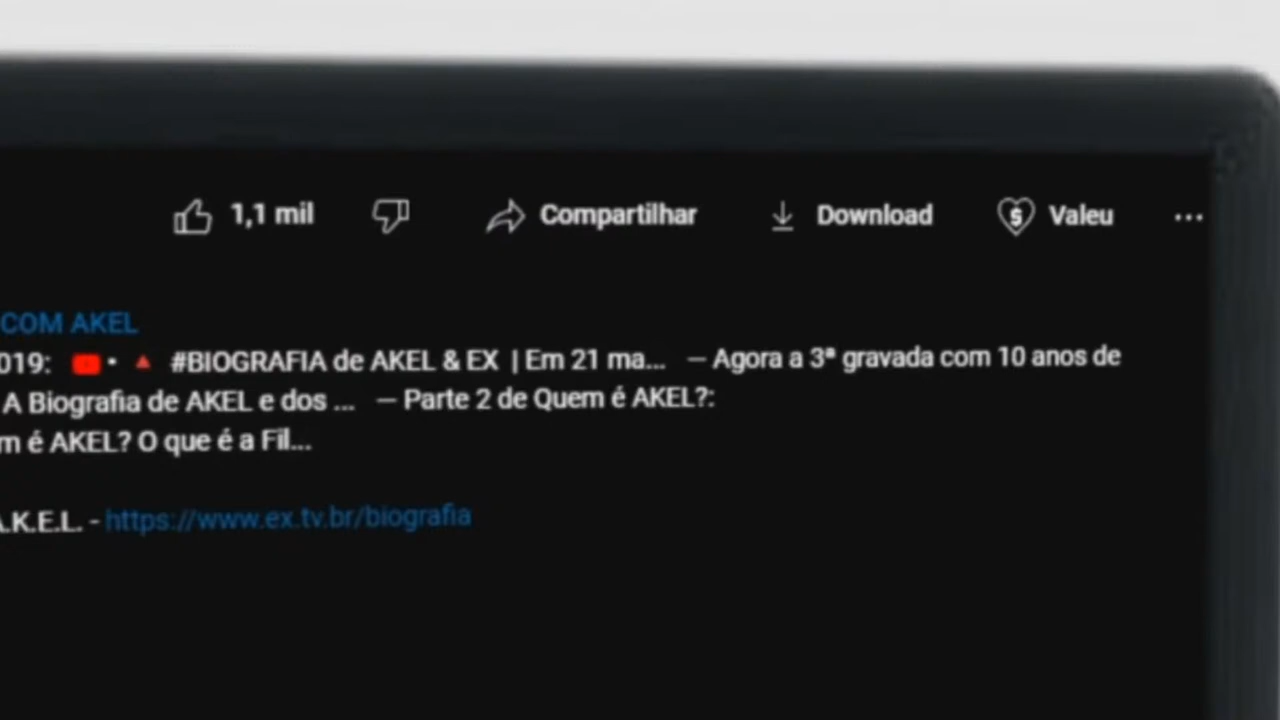 1,1 mil Compartilhar Download Valeu ...
COM AKEL
019: • #BIOGRAFIA de AKEL & EX | Em 21 ma... — Agora a 3ª gravada com 10 anos de
A Biografia de AKEL e dos ... — Parte 2 de Quem é AKEL?:
m é AKEL? O que é a Fil...
A.K.E.L. - https://www.ex.tv.br/biografia